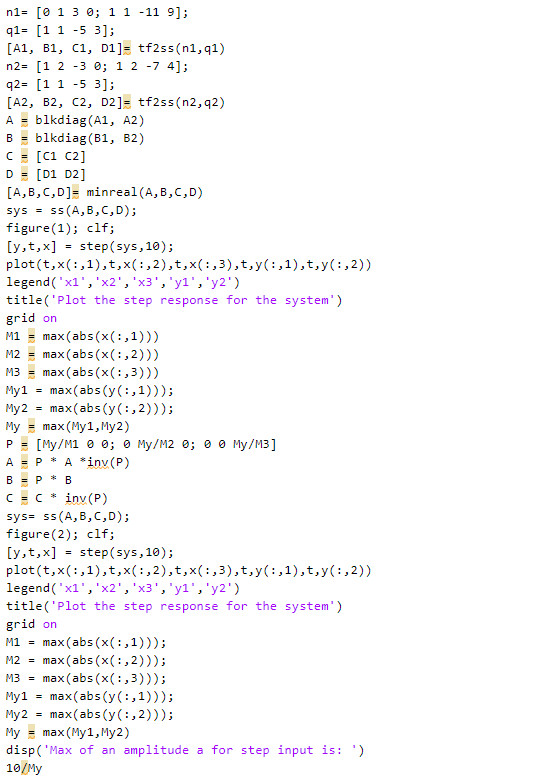 n1= [0 1 3 0; 1 1 -11 9];
q1= [1 1 -5 3];
[A1, B1, C1, D1]= tf2ss(n1,q1)
n2= [1 2 -3 0; 1 2 -7 4];
q2= [1 1 -5 3];
[A2, B2, C2, D2]= tf2ss(n2,q2)
A = blkdiag(A1, A2)
B = blkdiag(B1, B2)
C = [C1 C2]
D = [D1 D2]
[A,B,C,D]= minreal(A,B,C,D)
sys = ss(A,B,C,D);
figure(1); clf;
[y,t,x] = step(sys,10);
plot(t,x(:,1),t,x(:,2),t,x(:,3),t,y(:,1),t,y(:,2))
legend('x1','x2','x3','y1','y2')
title('Plot the step response for the system')
grid on
M1 = max(abs(x(:,1)))
M2 = max(abs(x(:,2)))
M3 = max(abs(x(:,3)))
My1 = max(abs(y(:,1)));
My2 = max(abs(y(:,2)));
My = max(My1,My2)
P = [My/M1 0 0; 0 My/M2 0; 0 0 My/M3]
A = P * A *inv(P)
B = P * B
C = C * inv(P)
sys= ss(A,B,C,D);
figure(2); clf;
[y,t,x] = step(sys,10);
plot(t,x(:,1),t,x(:,2),t,x(:,3),t,y(:,1),t,y(:,2))
legend('x1','x2','x3','y1','y2')
title('Plot the step response for the system')
grid on
M1 = max(abs(x(:,1)));
M2 = max(abs(x(:,2)));
M3 = max(abs(x(:,3)));
My1 = max(abs(y(:,1)));
My2 = max(abs(y(:,2)));
My = max(My1,My2)
disp('Max of an amplitude a for step input is: ')
10/My